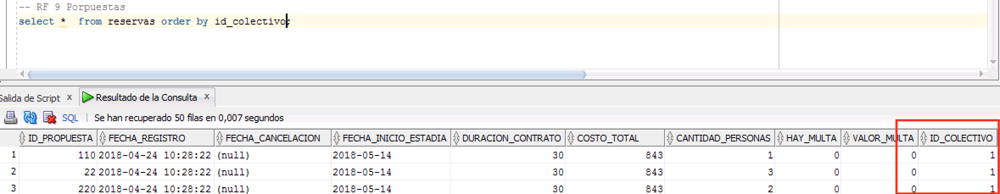 -- RF 9 Porpuestas
select *  from reservas order by id_colectivo;
Salida de Script x Resultado de la Consulta x
SQL | Se han recuperado 50 filas en 0,007 segundos
ID_PROPUESTA FECHA_REGISTRO FECHA_CANCELACION FECHA_INICIO_ESTADIA DURACION_CONTRATO COSTO_TOTAL CANTIDAD_PERSONAS HAY_MULTA VALOR_MULTA ID_COLECTIVO
1 110 2018-04-24 10:28:22 (null) 2018-05-14 30 843 1 0 0 1
2 22 2018-04-24 10:28:22 (null) 2018-05-14 30 843 3 0 0 1
3 220 2018-04-24 10:28:22 (null) 2018-05-14 30 843 2 0 0 1